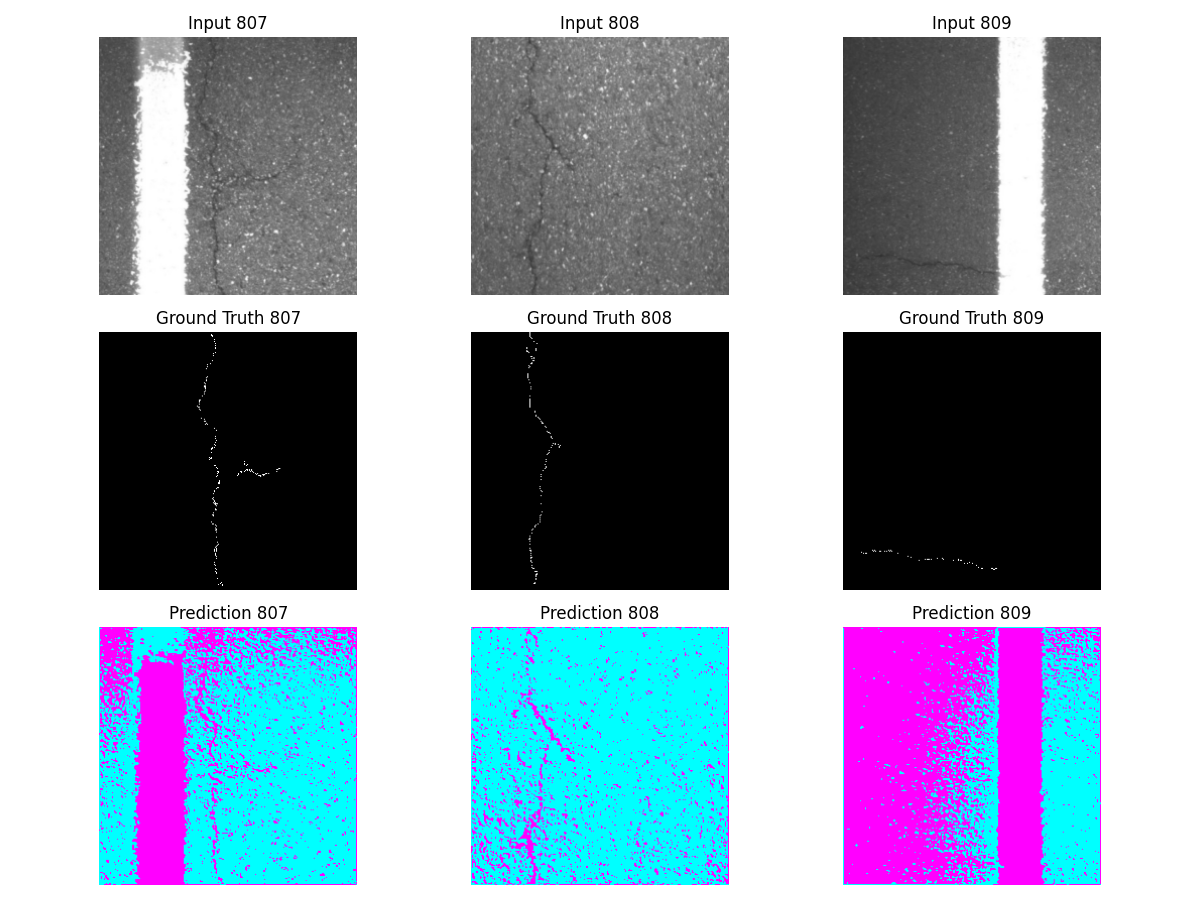 Input 807
Input 808
Input 809
Ground Truth 807
Ground Truth 808
Ground Truth 809
Prediction 807
Prediction 808
Prediction 809